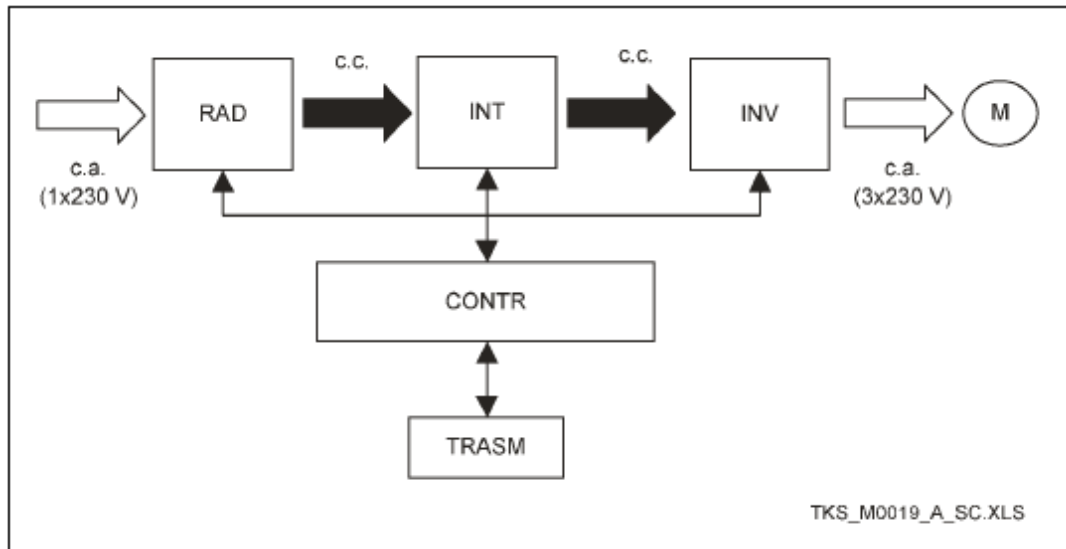 c.c.
c.c.
RAD
INT
INV
M
c.a.
(1x230 V)
c.a.
(3x230 V)
CONTR
TRASM
TKS_M0019_A_SC.XLS